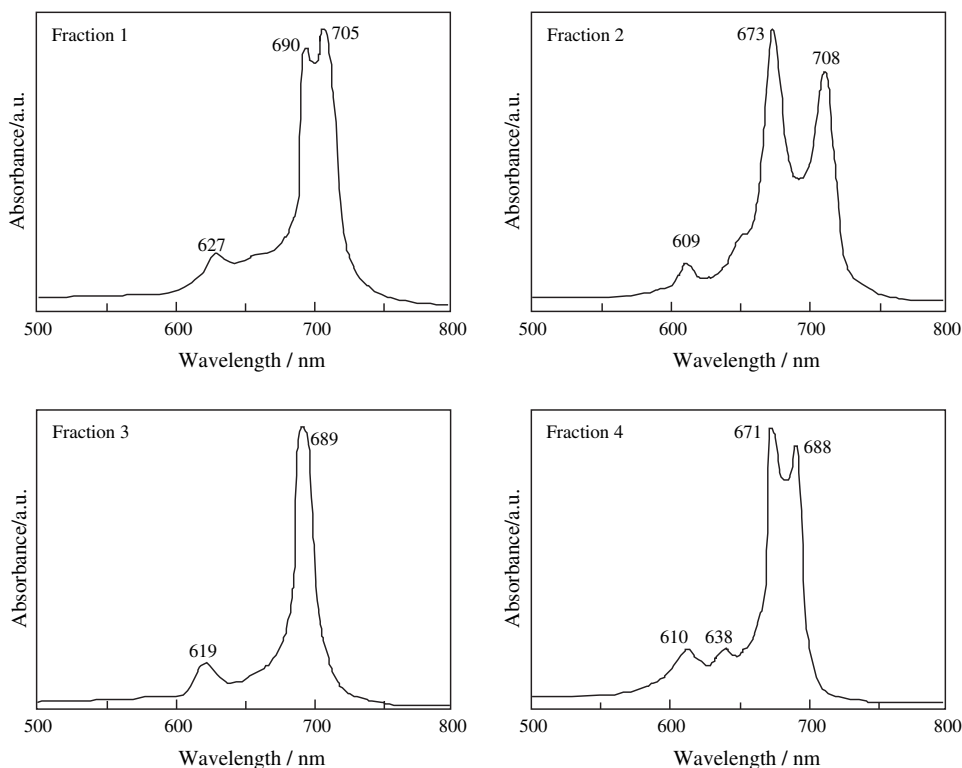 Fraction 1
690
705
627
Absorbance/a.u.
500
600
700
800
Wavelength / nm
Fraction 2
673
708
609
Absorbance/a.u.
500
600
700
800
Wavelength / nm
Fraction 3
689
619
Absorbance/a.u.
500
600
700
800
Wavelength / nm
Fraction 4
671
688
610
638
Absorbance/a.u.
500
600
700
800
Wavelength / nm